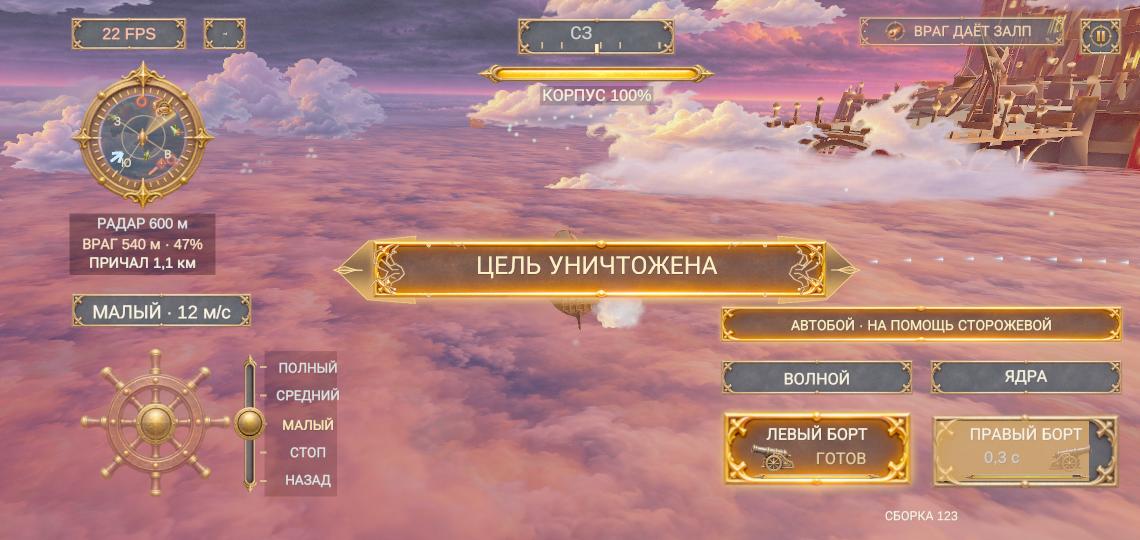 22 FPS
СЗ
ВРАГ ДАЁТ ЗАЛП
КОРПУС 100%
З
В
Ю
РАДАР 600 м
ВРАГ 540 м · 47%
ПРИЧАЛ 1,1 км
ЦЕЛЬ УНИЧТОЖЕНА
МАЛЫЙ · 12 м/с
АВТОБОЙ · НА ПОМОЩЬ СТОРОЖЕВОЙ
ПОЛНЫЙ
СРЕДНИЙ
МАЛЫЙ
СТОП
НАЗАД
ВОЛНОЙ
ЯДРА
ЛЕВЫЙ БОРТ
ГОТОВ
ПРАВЫЙ БОРТ
0,3 с
СБОРКА 123